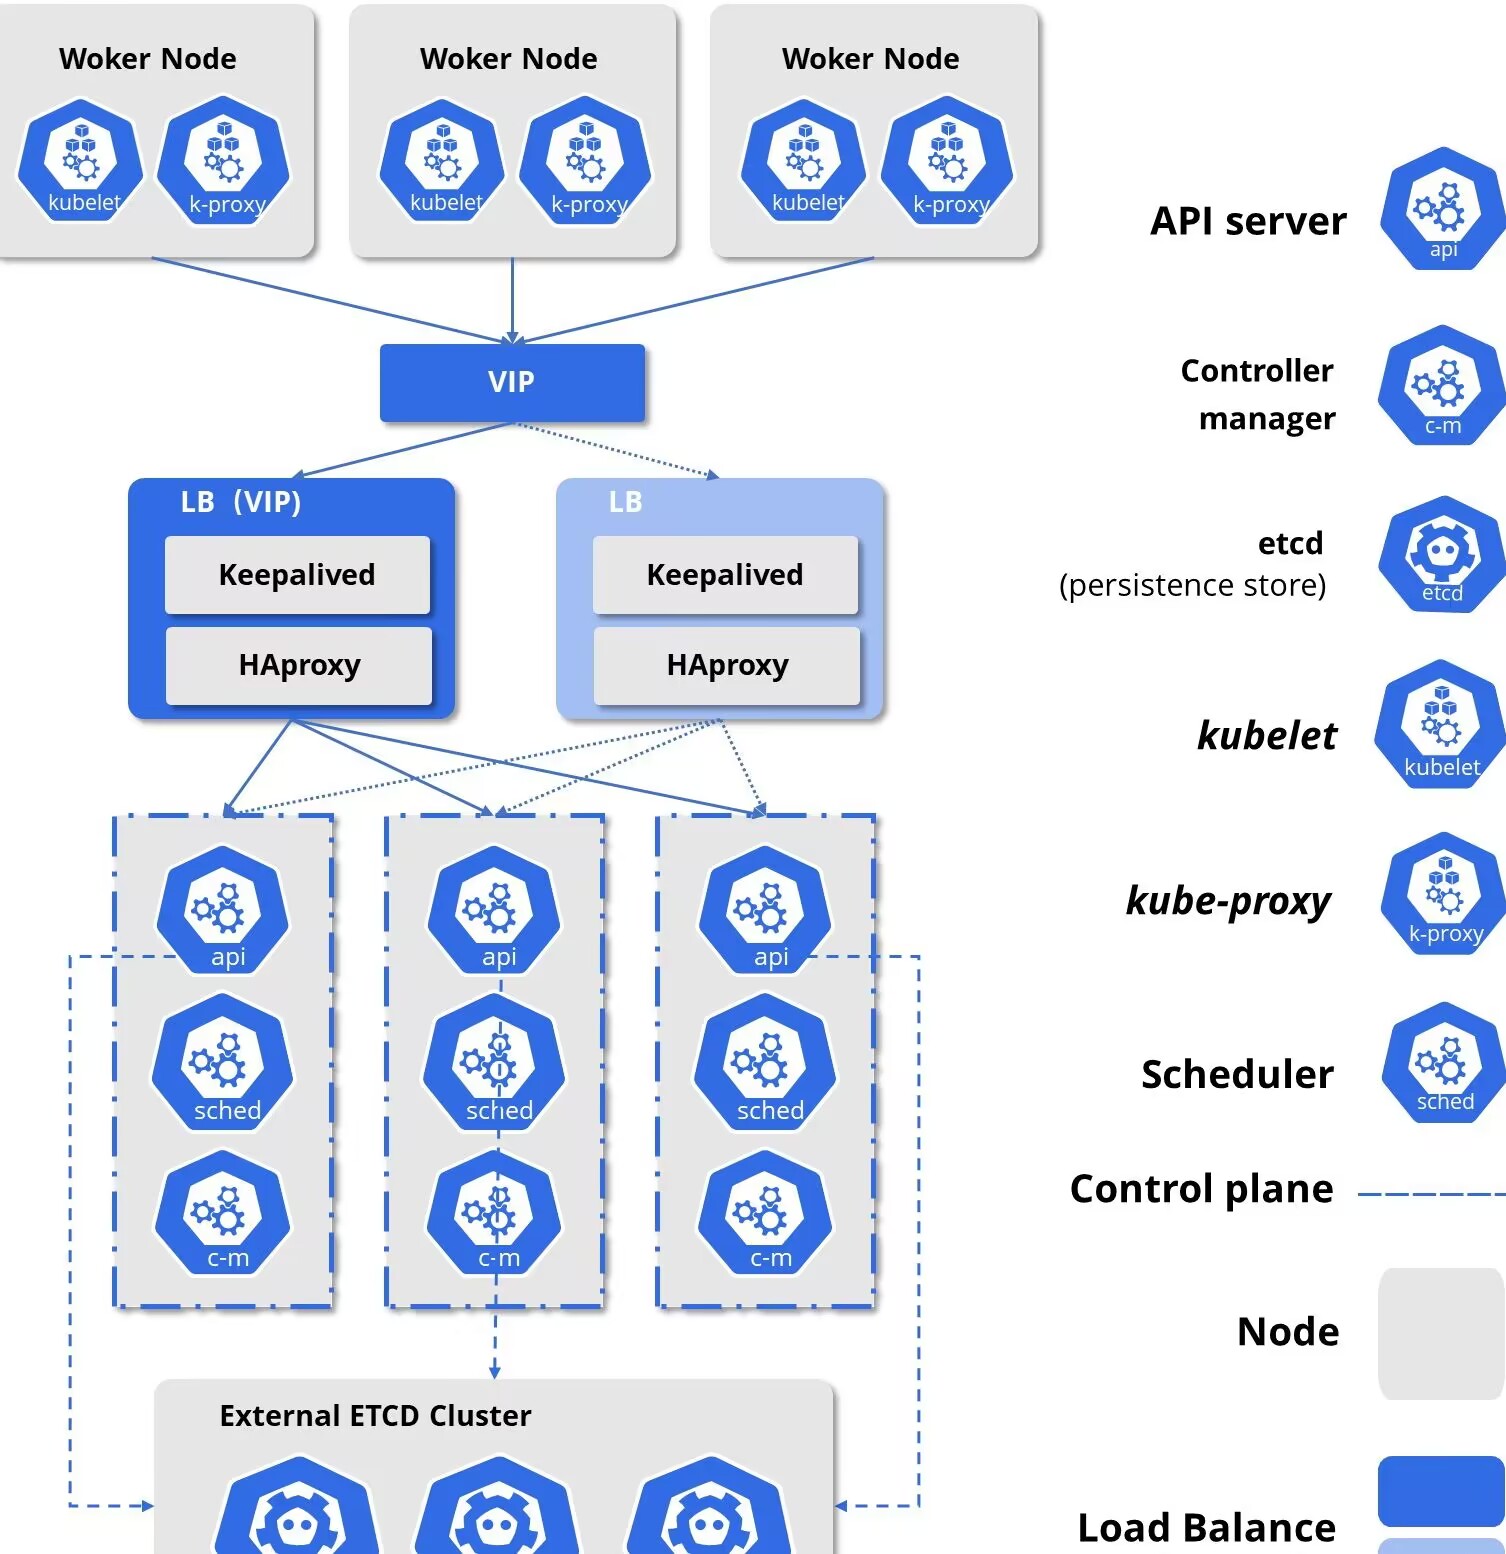 Woker Node
kubelet
k-proxy
Woker Node
kubelet
k-proxy
Woker Node
kubelet
k-proxy
VIP
LB (VIP)
Keepalived
HAproxy
LB
Keepalived
HAproxy
api
sched
c-m
api
sched
c-m
api
sched
c-m
External ETCD Cluster
API server
api
Controller
manager
c-m
etcd
(persistence store)
etcd
kubelet
kubelet
kube-proxy
k-proxy
Scheduler
sched
Control plane
Node
Load Balance